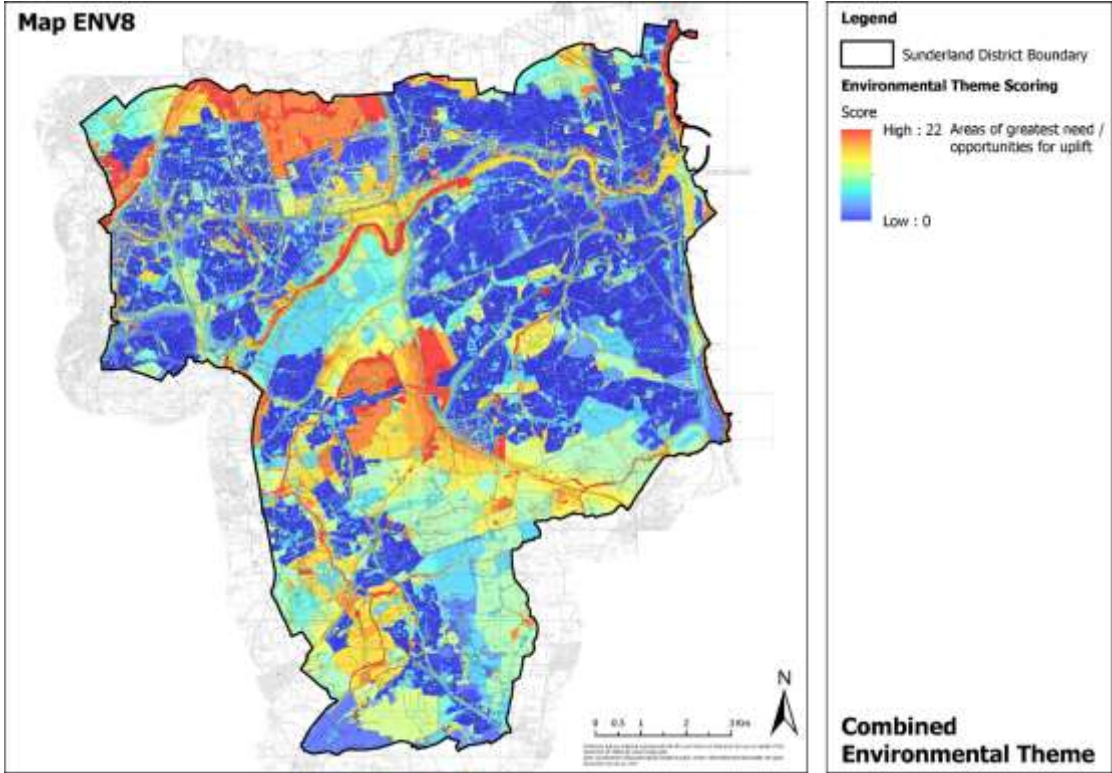 Map ENV8
N
0 0.5 1 2 3 Km
Legend
Sunderland District Boundary
Environmental Theme Scoring
Score
High : 22 Areas of greatest need /
opportunities for uplift
Low : 0
Combined
Environmental Theme